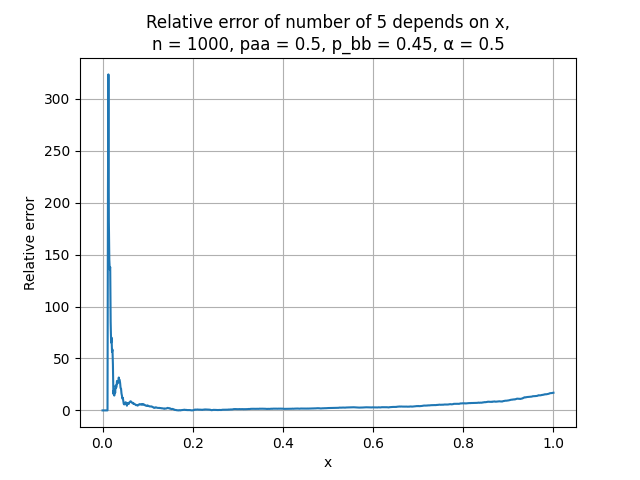 Relative error of number of 5 depends on x,
n = 1000, paa = 0.5, p_bb = 0.45, α = 0.5
Relative error
300
250
200
150
100
50
0
0.0 0.2 0.4 0.6 0.8 1.0
x